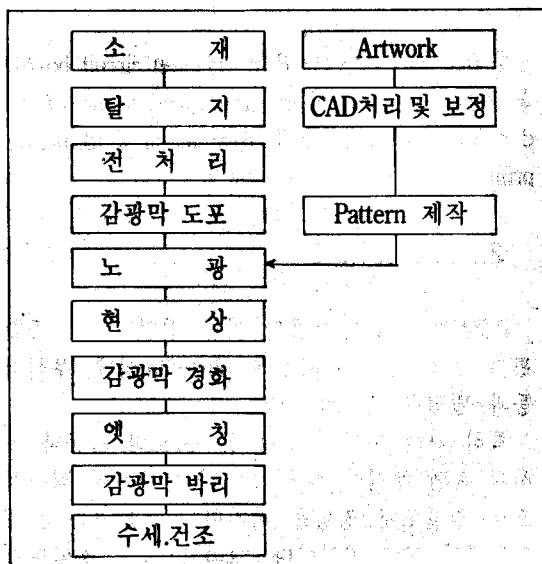 소 재
탈 지
전 처 리
감광막 도포
노 광
현 상
감광막 경화
엣 칭
감광막 박리
수세.건조
Artwork
CAD처리 및 보정
Pattern 제작